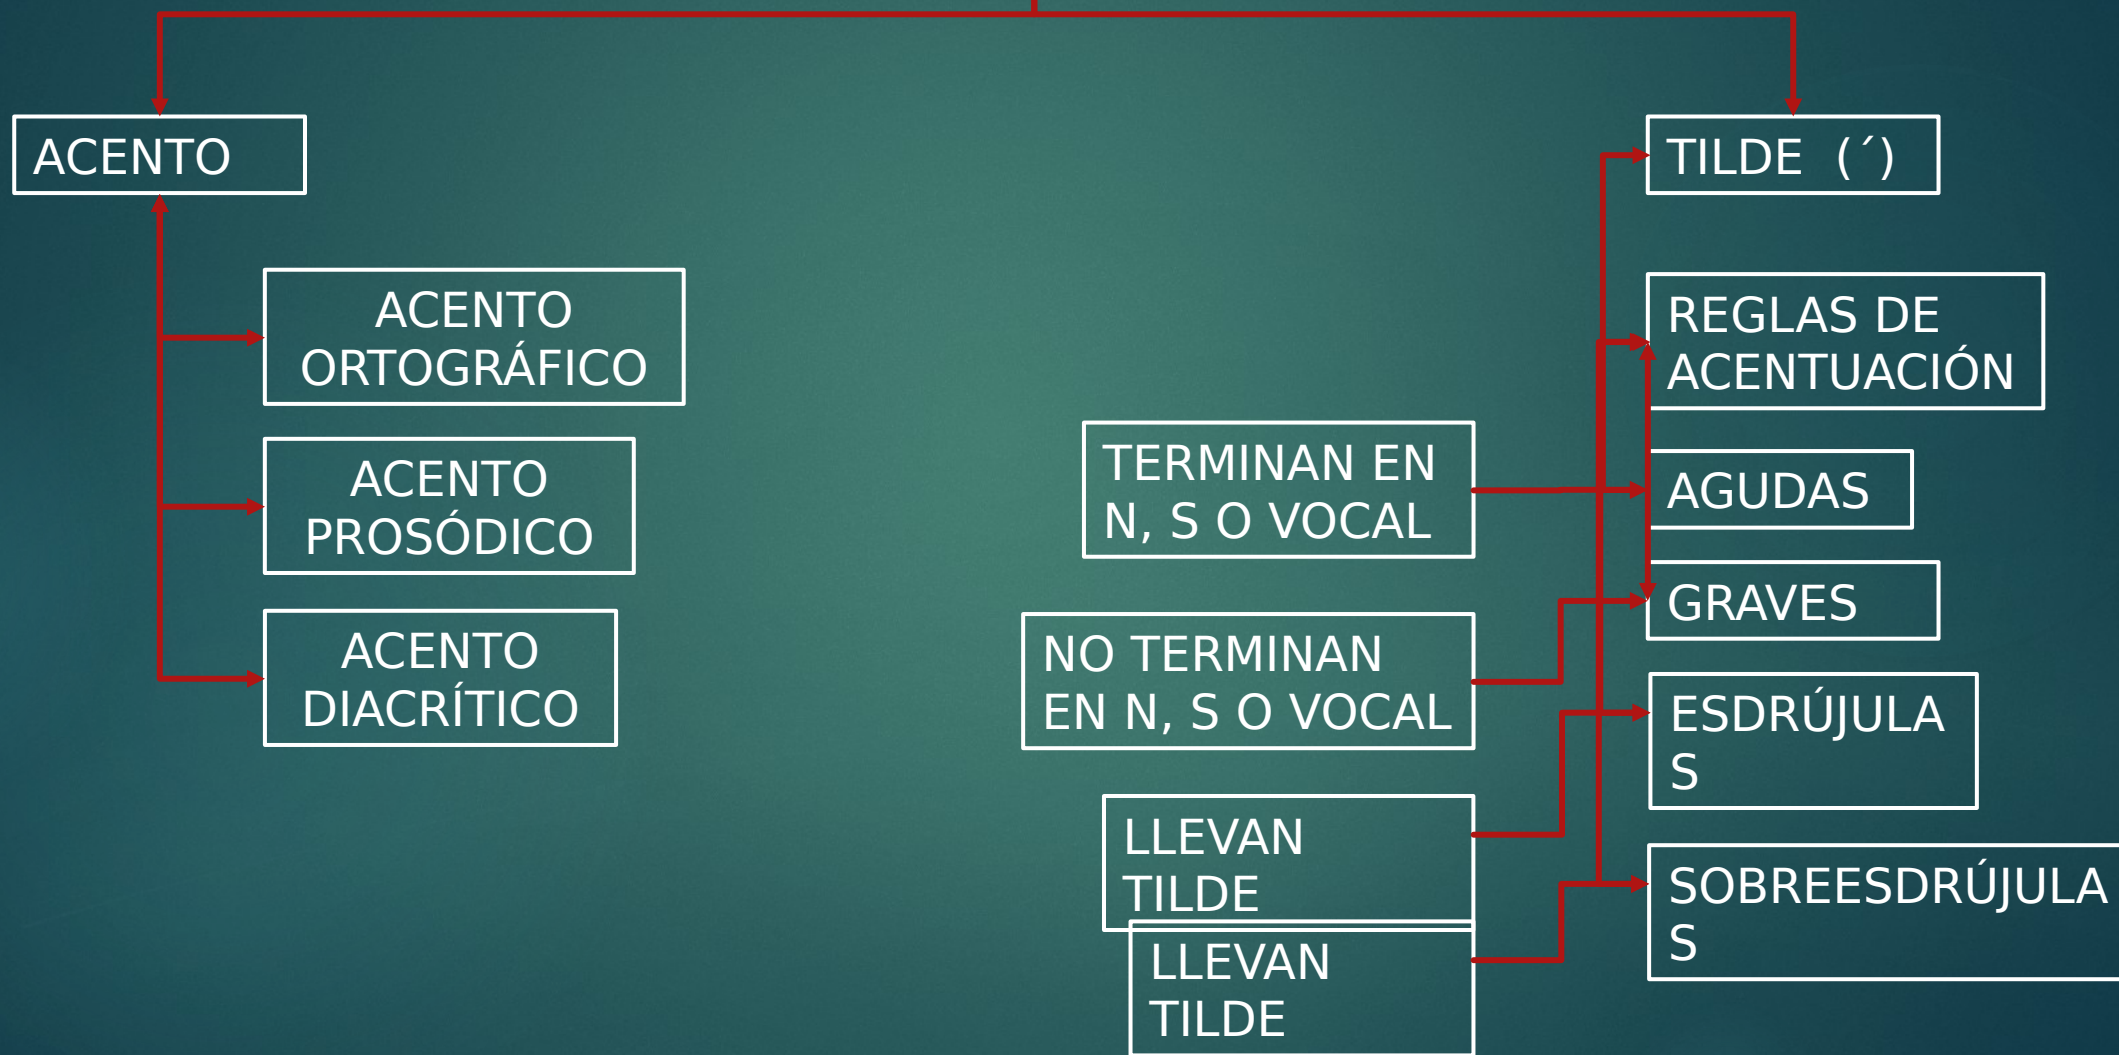 ACENTO
TILDE (´)
ACENTO
ORTOGRÁFICO
ACENTO
PROSÓDICO
ACENTO
DIACRÍTICO
REGLAS DE
ACENTUACIÓN
TERMINAN EN
N, S O VOCAL
AGUDAS
NO TERMINAN
EN N, S O VOCAL
GRAVES
LLEVAN
TILDE
ESDRÚJULA
S
LLEVAN
TILDE
SOBREESDRÚJULA
S